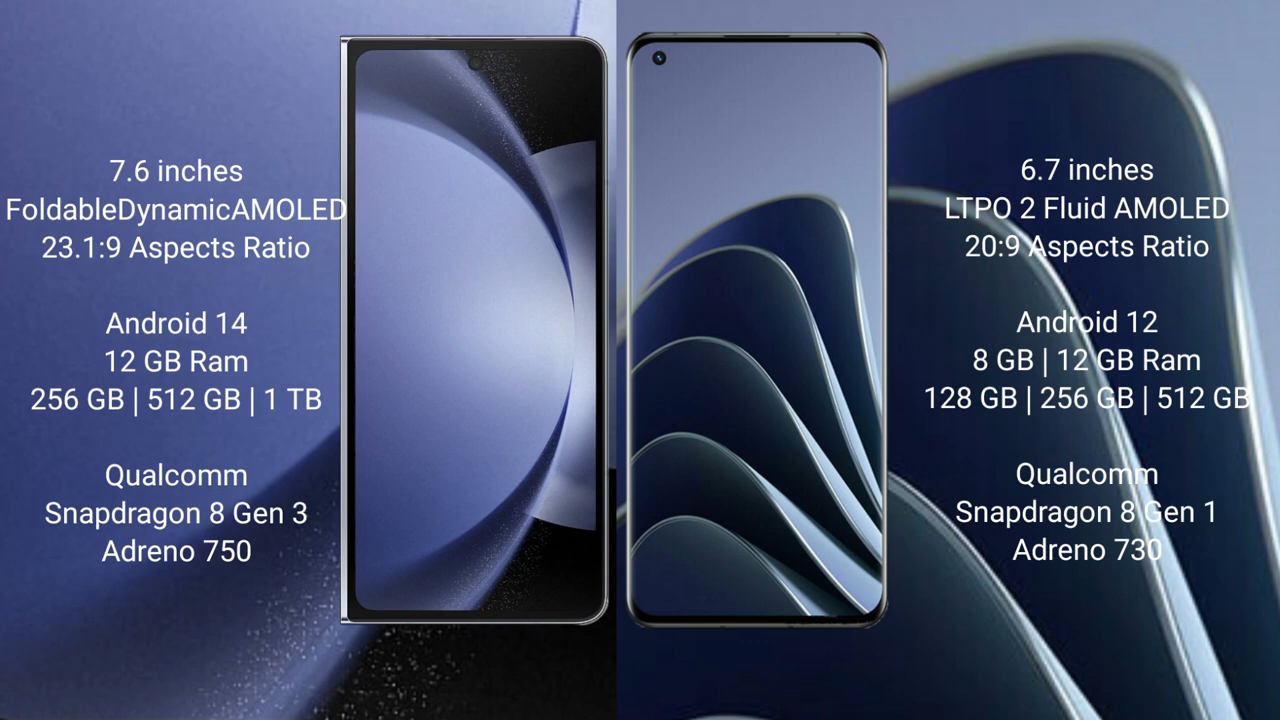 7.6 inches
FoldableDynamicAMOLED
23.1:9 Aspects Ratio
Android 14
12 GB Ram
256 GB | 512 GB | 1 TB
Qualcomm
Snapdragon 8 Gen 3
Adreno 750
6.7 inches
LTPO 2 Fluid AMOLED
20:9 Aspects Ratio
Android 12
8 GB | 12 GB Ram
128 GB | 256 GB | 512 GB
Qualcomm
Snapdragon 8 Gen 1
Adreno 730